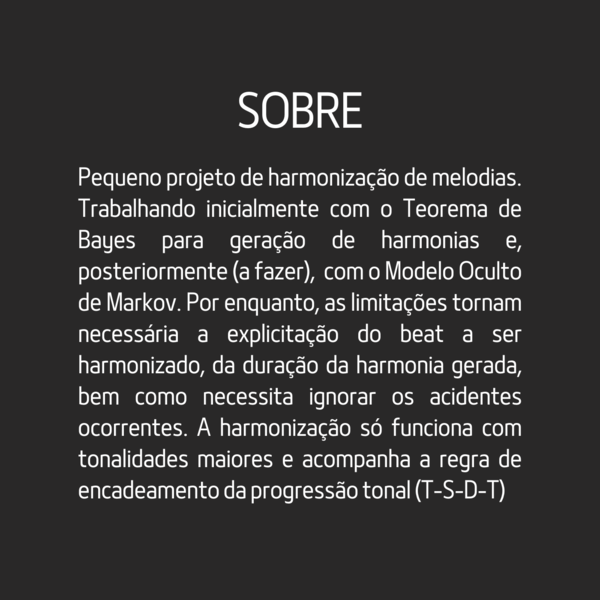 SOBRE
Pequeno projeto de harmonização de melodias.
Trabalhando inicialmente com o Teorema de
Bayes para geração de harmonias e,
posteriormente (a fazer), com o Modelo Oculto
de Markov. Por enquanto, as limitações tornam
necessária a explicitação do beat a ser
harmonizado, da duração da harmonia gerada,
bem como necessita ignorar os acidentes
ocorrentes. A harmonização só funciona com
tonalidades maiores e acompanha a regra de
encadeamento da progressão tonal (T-S-D-T)